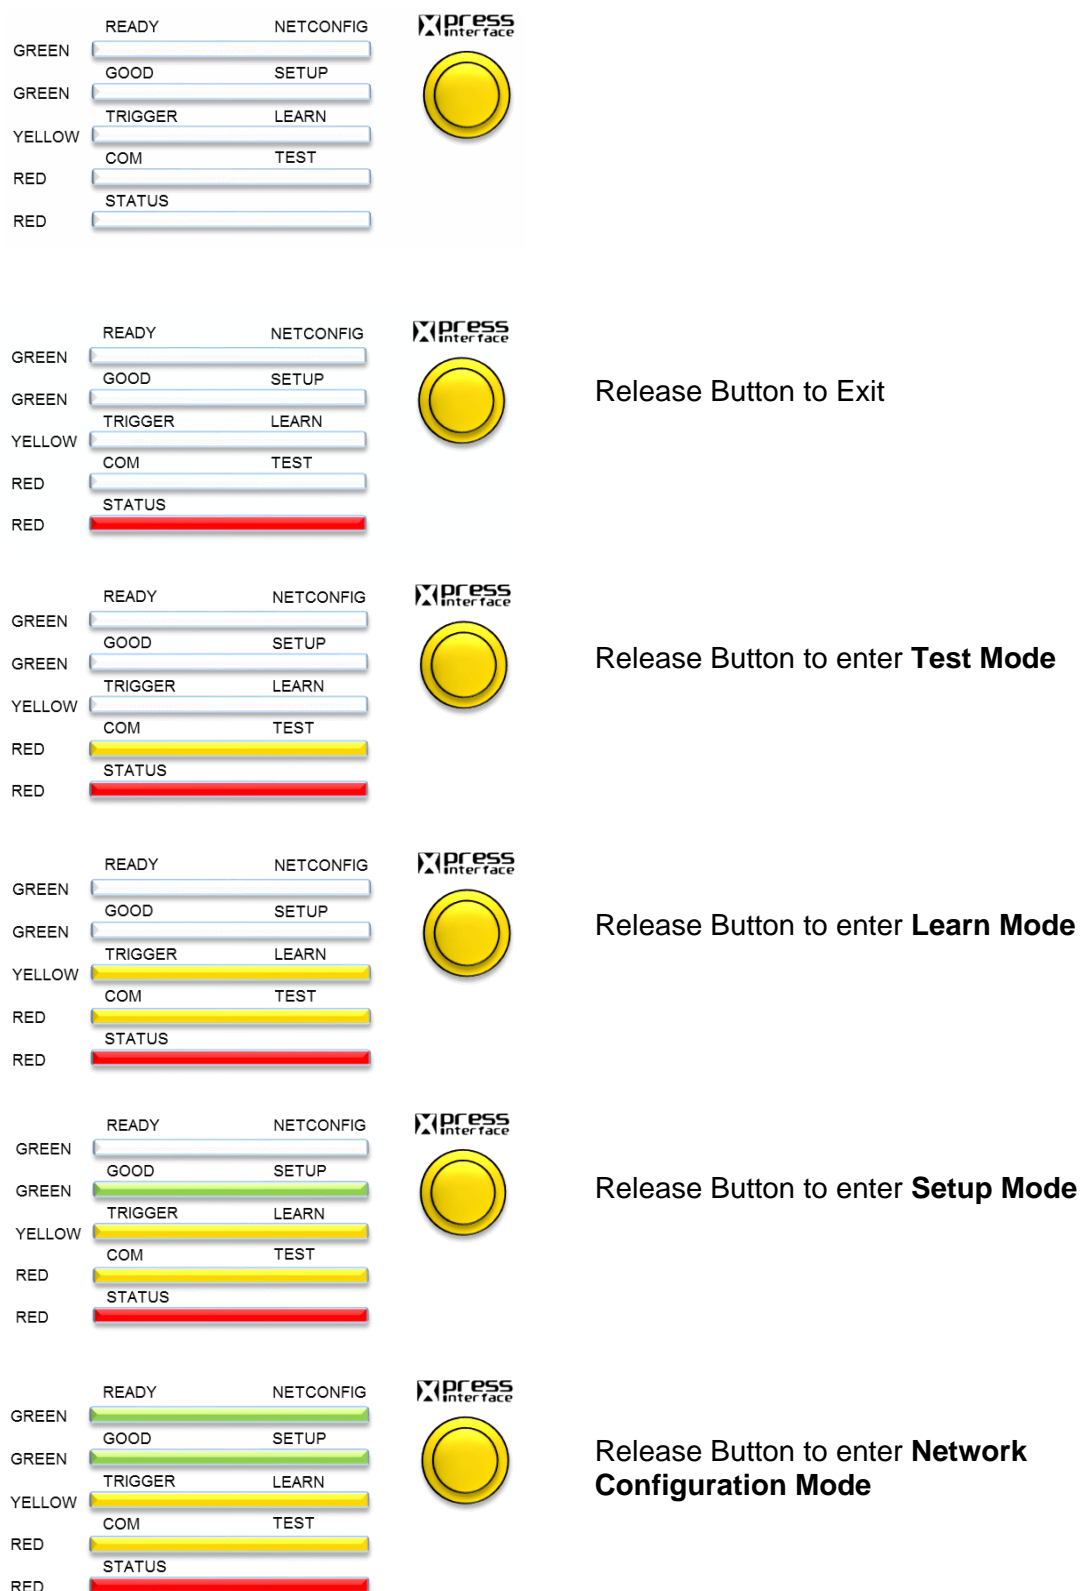 READY NETCONFIG
Xpress
interface
GREEN
GOOD SETUP
GREEN
TRIGGER LEARN
YELLOW
COM TEST
RED
STATUS
RED
READY NETCONFIG
Xpress
interface
GREEN
GOOD SETUP
Release Button to Exit
GREEN
TRIGGER LEARN
YELLOW
COM TEST
RED
STATUS
RED
READY NETCONFIG
Xpress
interface
GREEN
GOOD SETUP
Release Button to enter Test Mode
GREEN
TRIGGER LEARN
YELLOW
COM TEST
RED
STATUS
RED
READY NETCONFIG
Xpress
interface
GREEN
GOOD SETUP
Release Button to enter Learn Mode
GREEN
TRIGGER LEARN
YELLOW
COM TEST
RED
STATUS
RED
READY NETCONFIG
Xpress
interface
GREEN
GOOD SETUP
Release Button to enter Setup Mode
GREEN
TRIGGER LEARN
YELLOW
COM TEST
RED
STATUS
RED
READY NETCONFIG
Xpress
interface
GREEN
GOOD SETUP
Release Button to enter Network
Configuration Mode
GREEN
TRIGGER LEARN
YELLOW
COM TEST
RED
STATUS
RED